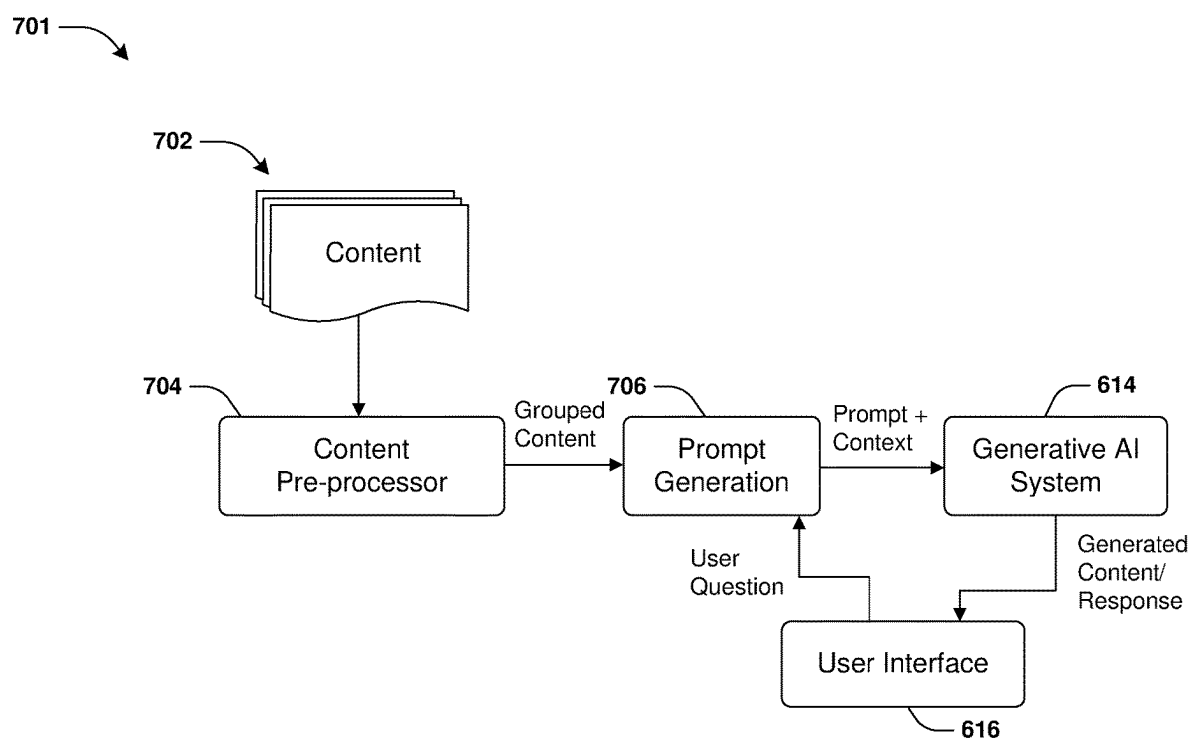 701
702
Content
704
Content
Pre-processor
Grouped
Content
706
Prompt
Generation
Prompt +
Context
614
Generative AI
System
User
Question
Generated
Content/
Response
User Interface
616